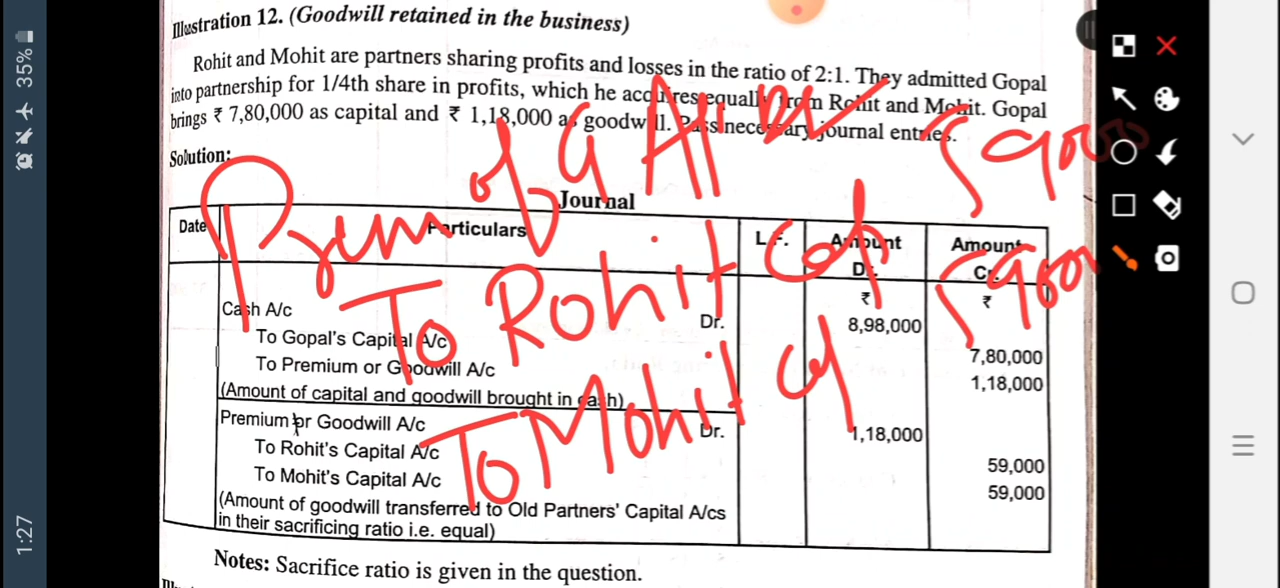 Illustration 12. (Goodwill retained in the business)
Rohit and Mohit are partners sharing profits and losses in the ratio of 2:1. They admitted Gopal
into partnership for 1/4th share in profits, which he acquires equally from Rohit and Mohit. Gopal
brings ₹ 7,80,000 as capital and ₹ 1,18,000 as goodwill. Pass necessary journal entries.
Solution:
Journal
Date Particulars L.F. Amount Dr. Amount Cr.
₹ ₹
Cash A/c Dr. 8,98,000
To Gopal's Capital A/c 7,80,000
To Premium or Goodwill A/c 1,18,000
(Amount of capital and goodwill brought in cash)
Premium or Goodwill A/c Dr. 1,18,000
To Rohit's Capital A/c 59,000
To Mohit's Capital A/c 59,000
(Amount of goodwill transferred to Old Partners' Capital A/cs
in their sacrificing ratio i.e. equal)
Notes: Sacrifice ratio is given in the question.
Prem of G A/c Dr
To Rohit Cap 59000
To Mohit
35%
1:27